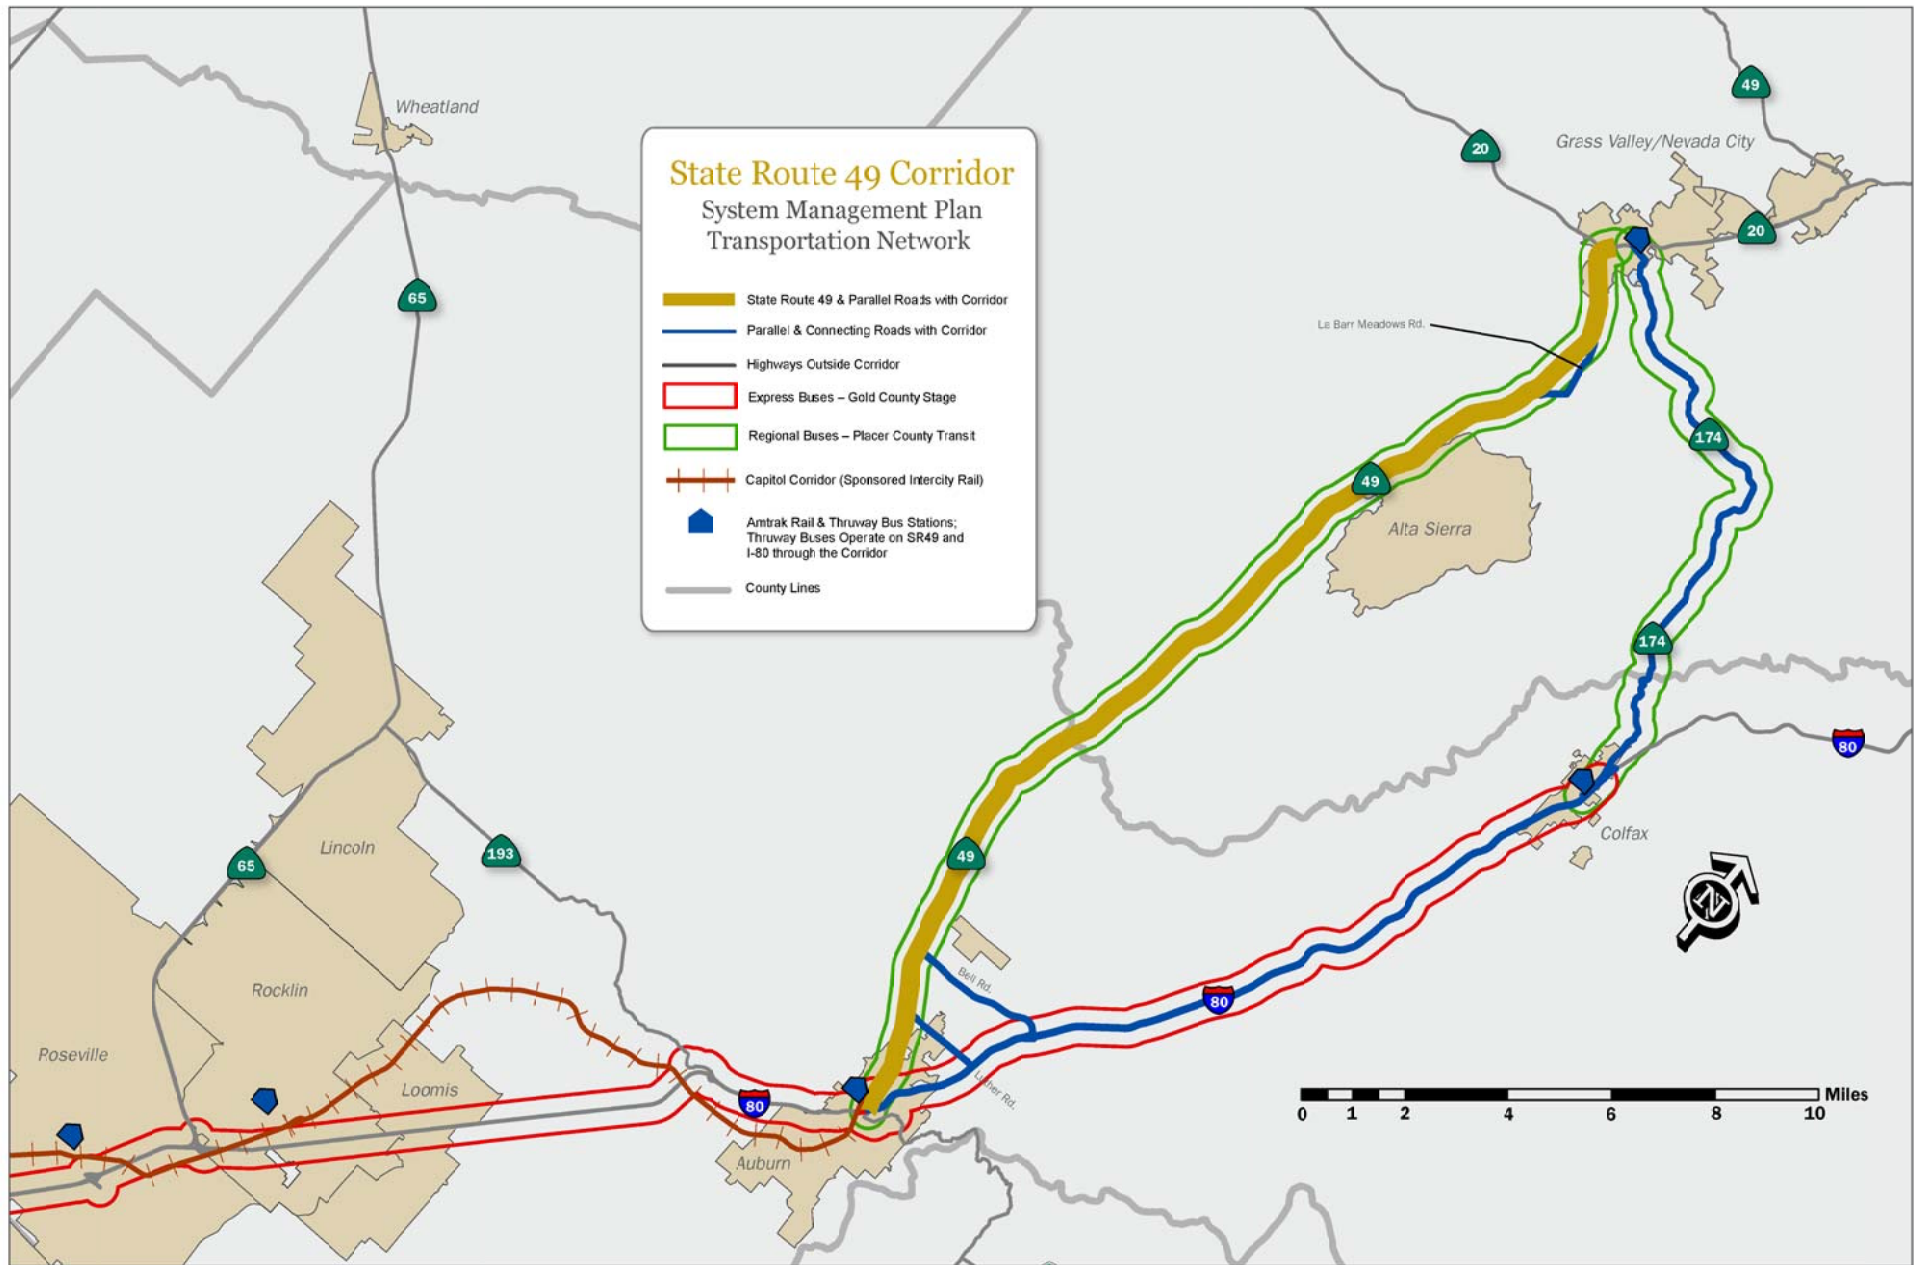 Wheatland
49
20
Grass Valley/Nevada City
20
65
State Route 49 Corridor
System Management Plan
Transportation Network
State Route 49 & Parallel Roads with Corridor
Parallel & Connecting Roads with Corridor
Highways Outside Corridor
Express Buses – Gold County Stage
Regional Buses – Placer County Transit
Capitol Corridor (Sponsored Intercity Rail)
Amtrak Rail & Thruway Bus Stations;
Thruway Buses Operate on SR49 and
I-80 through the Corridor
County Lines
La Barr Meadows Rd.
174
49
Alta Sierra
174
80
Colfax
Lincoln
65
193
49
N
Bell Rd.
Rocklin
80
Roseville
Loomis
80
Luther Rd.
Auburn
Miles
0 1 2 4 6 8 10